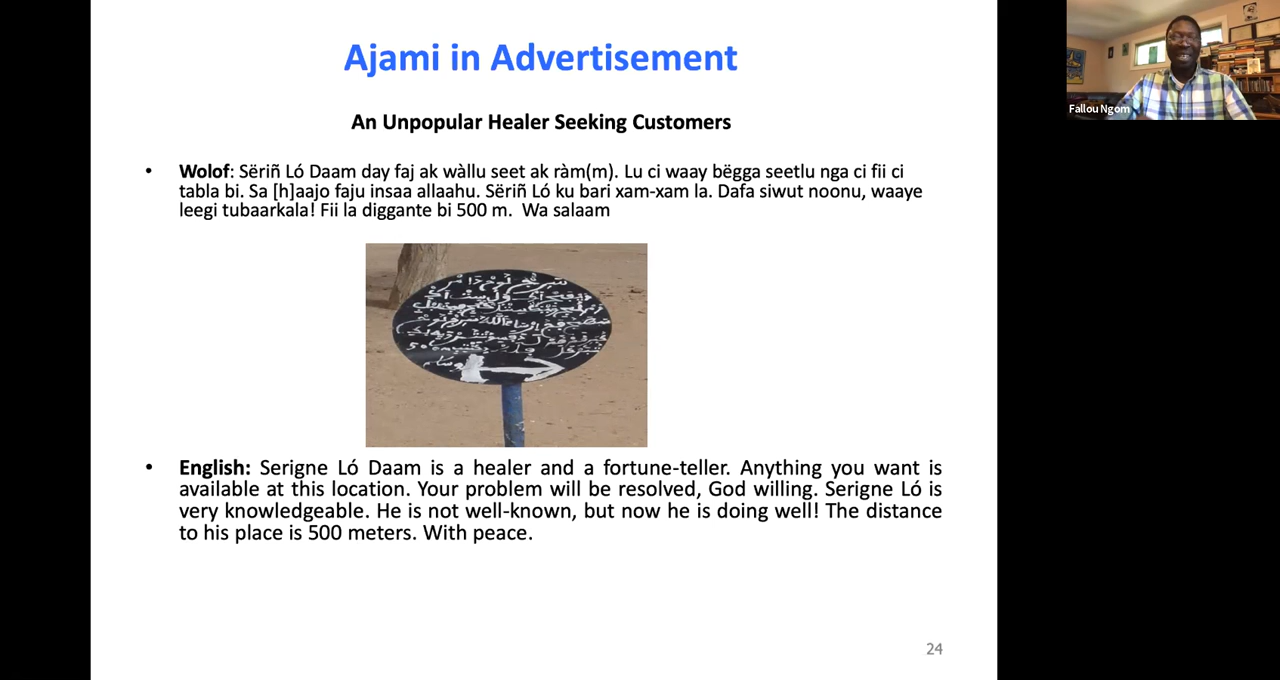 Ajami in Advertisement
An Unpopular Healer Seeking Customers
• Wolof: Sëriñ Ló Daam day faj ak wàllu seet ak ràm(m). Lu ci waay bëgga seetlu nga ci fii ci
tabla bi. Sa [h]aajo faju insaa allaahu. Sëriñ Ló ku bari xam-xam la. Dafa siwut noonu, waaye
leegi tubaarkala! Fii la diggante bi 500 m. Wa salaam
• English: Serigne Ló Daam is a healer and a fortune-teller. Anything you want is
available at this location. Your problem will be resolved, God willing. Serigne Ló is
very knowledgeable. He is not well-known, but now he is doing well! The distance
to his place is 500 meters. With peace.
24
Fallou Ngom